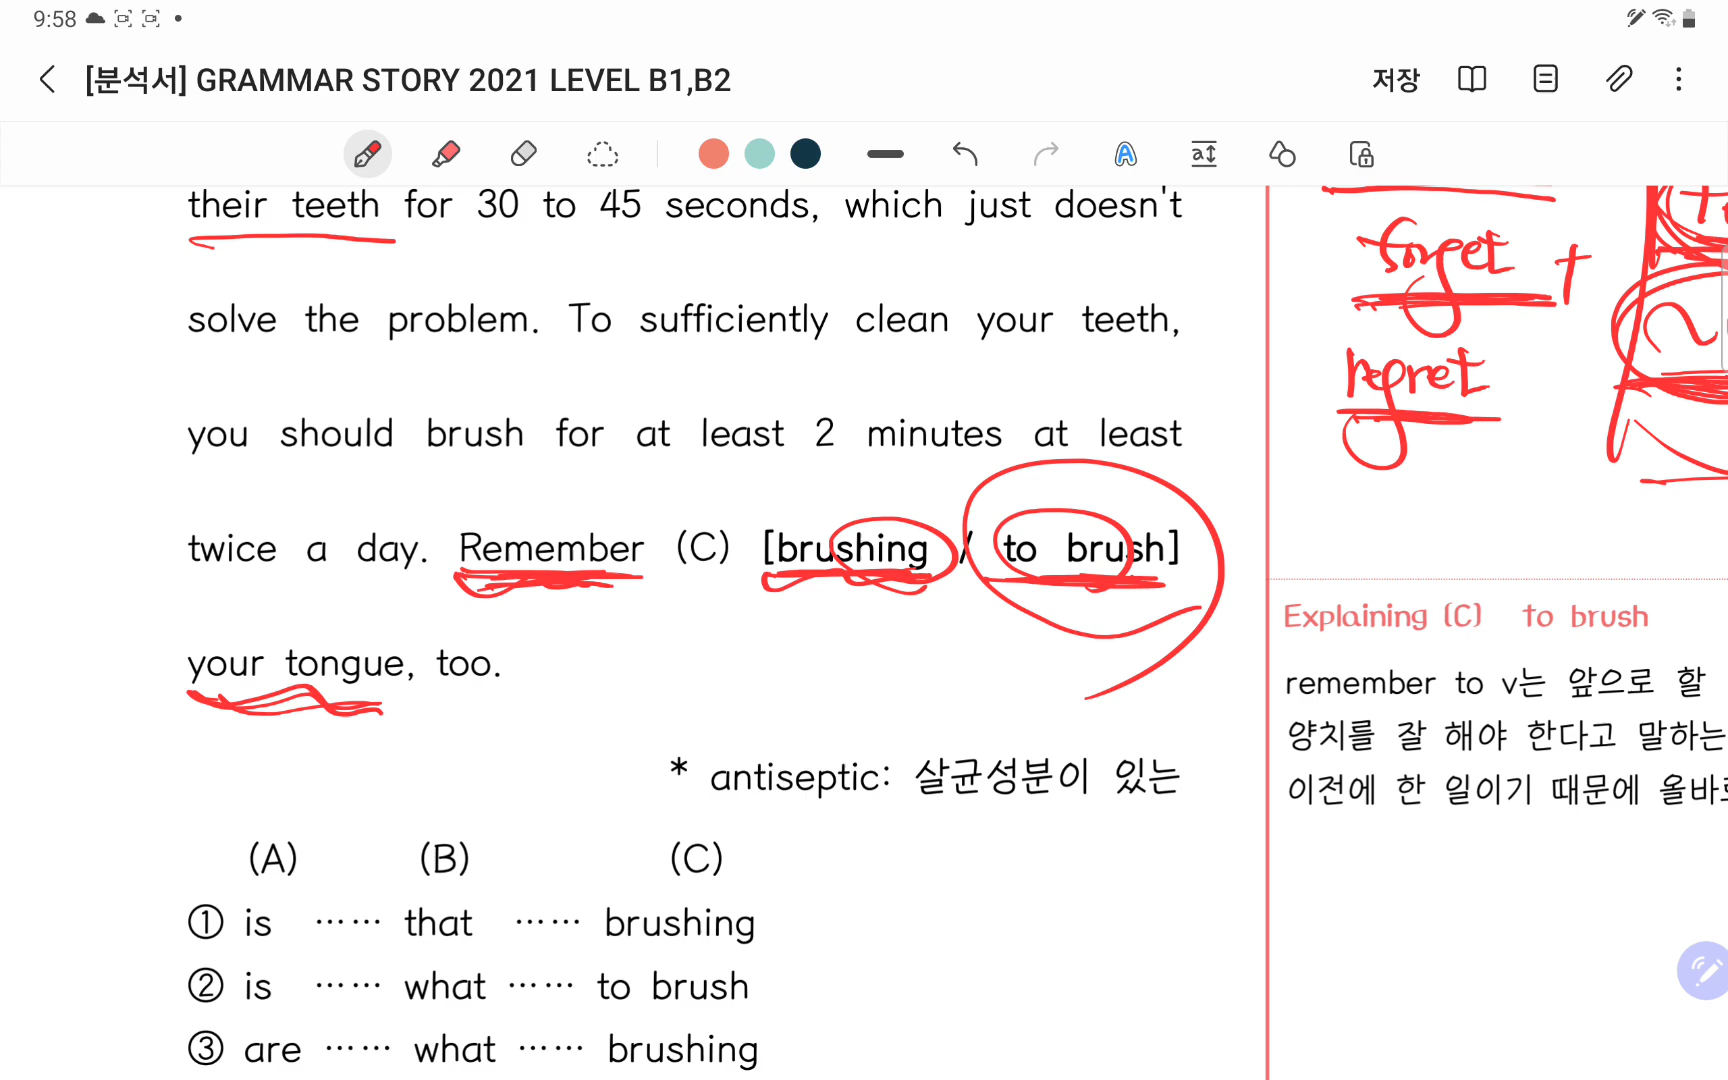 9:58
[분석서] GRAMMAR STORY 2021 LEVEL B1,B2
저장
their teeth for 30 to 45 seconds, which just doesn't
solve the problem. To sufficiently clean your teeth,
you should brush for at least 2 minutes at least
twice a day. Remember (C) [brushing / to brush]
your tongue, too.
* antiseptic: 살균성분이 있는
(A) (B) (C)
① is ⋯⋯ that ⋯⋯ brushing
② is ⋯⋯ what ⋯⋯ to brush
③ are ⋯⋯ what ⋯⋯ brushing
forget +
regret
Explaining (C) to brush
remember to v는 앞으로 할
양치를 잘 해야 한다고 말하는
이전에 한 일이기 때문에